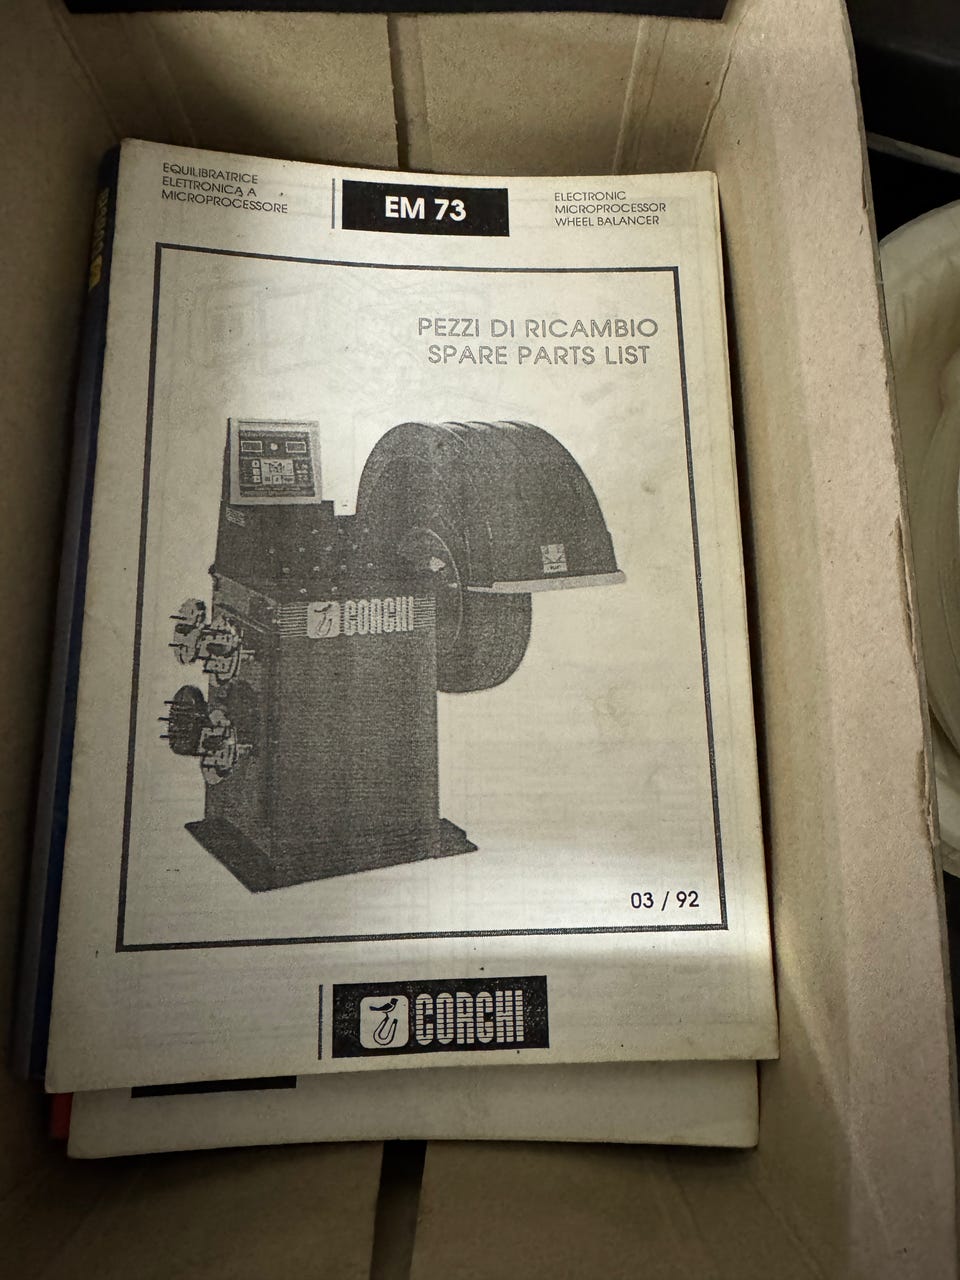 EQUILIBRATRICE
ELETTRONICA A
MICROPROCESSORE
EM 73
ELECTRONIC
MICROPROCESSOR
WHEEL BALANCER
PEZZI DI RICAMBIO
SPARE PARTS LIST
CORGHI
03 / 92
CORGHI